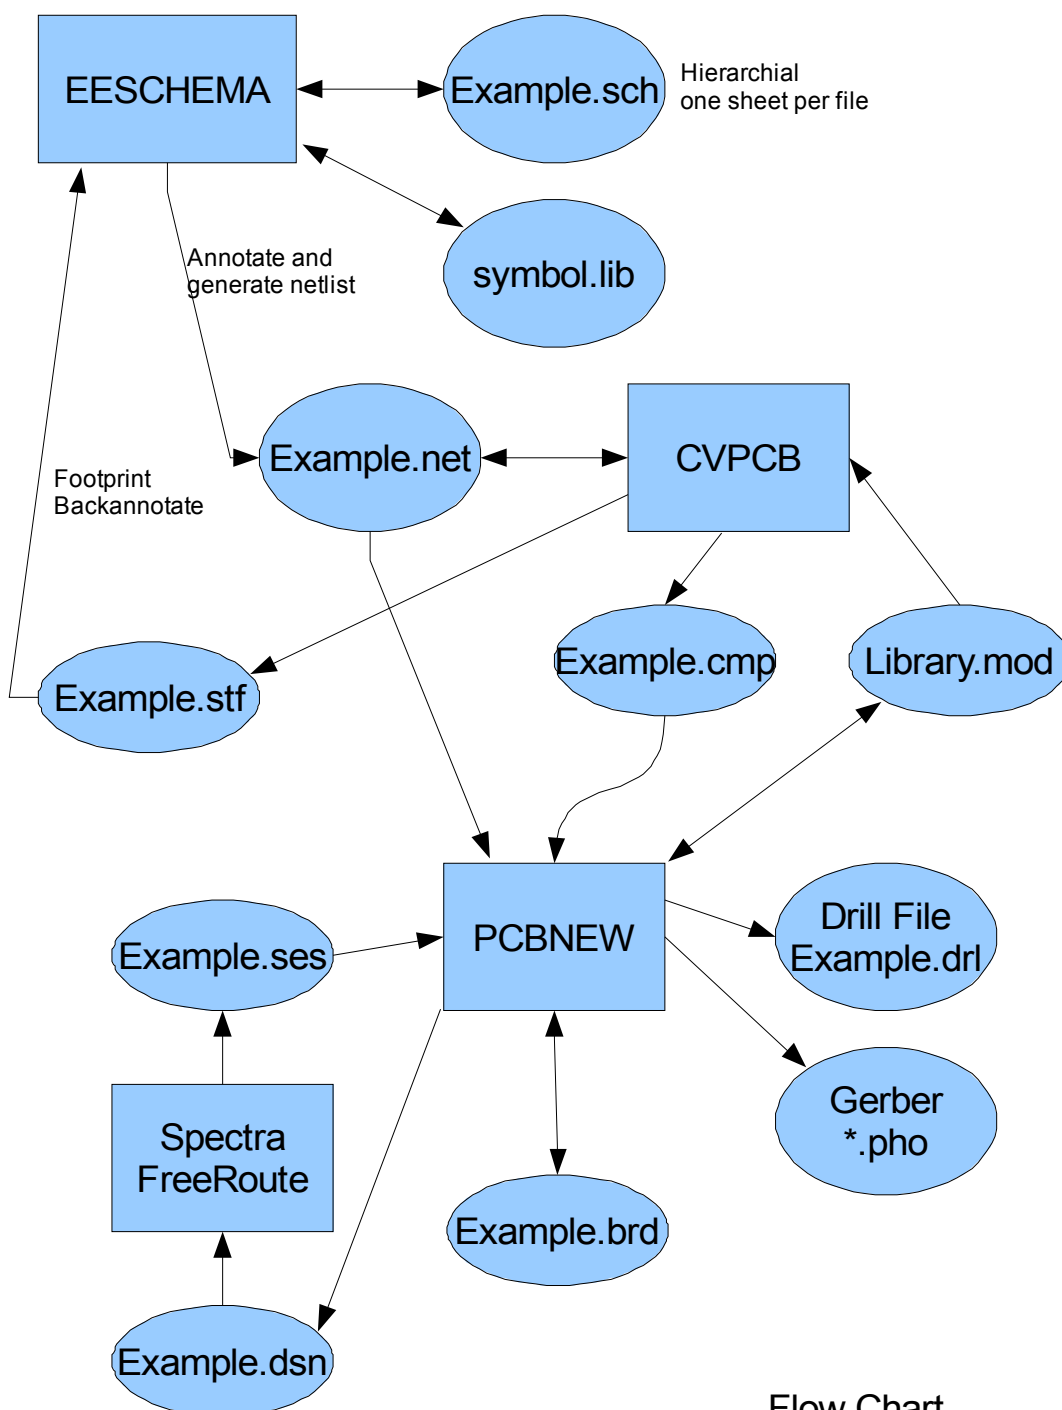 EESCHEMA
Example.sch
Hierarchial
one sheet per file
symbol.lib
Annotate and
generate netlist
Example.net
CVPCB
Footprint
Backannotate
Example.stf
Example.cmp
Library.mod
Example.ses
PCBNEW
Drill File
Example.drl
Gerber
*.pho
Spectra
FreeRoute
Example.brd
Example.dsn
Flow Chart